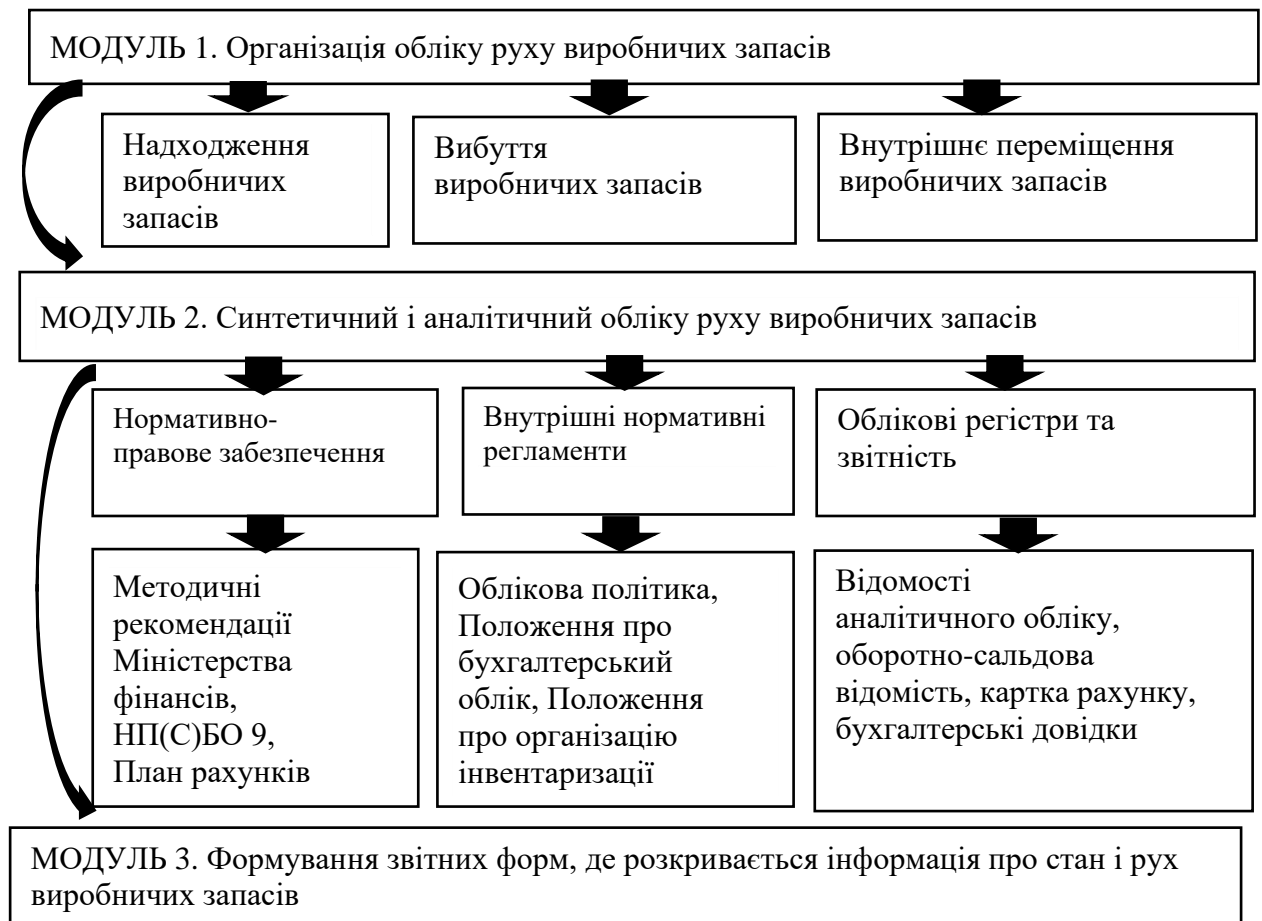 МОДУЛЬ 1. Організація обліку руху виробничих запасів
Надходження
виробничих
запасів
Вибуття
виробничих запасів
Внутрішнє переміщення
виробничих запасів
МОДУЛЬ 2. Синтетичний і аналітичний обліку руху виробничих запасів
Нормативно-
правове забезпечення
Внутрішні нормативні
регламенти
Облікові регістри та
звітність
Методичні
рекомендації
Міністерства
фінансів,
НП(С)БО 9,
План рахунків
Облікова політика,
Положення про
бухгалтерський
облік, Положення
про організацію
інвентаризації
Відомості
аналітичного обліку,
оборотно-сальдова
відомість, картка рахунку,
бухгалтерські довідки
МОДУЛЬ 3. Формування звітних форм, де розкривається інформація про стан і рух
виробничих запасів